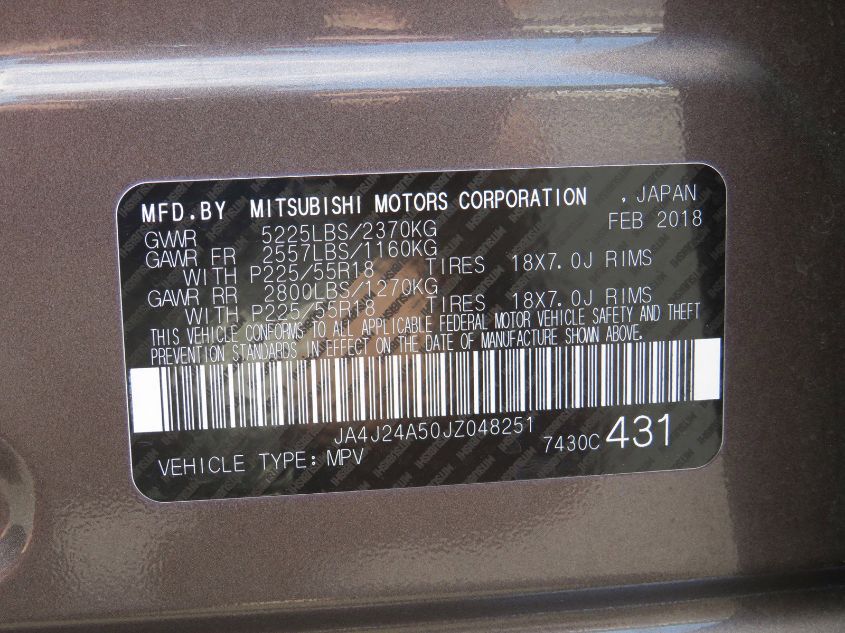 MFD.BY MITSUBISHI MOTORS CORPORATION , JAPAN
FEB 2018
GVWR 5225LBS/2370KG
GAWR FR 2557LBS/1160KG
WITH P225/55R18 TIRES 18X7.0J RIMS
GAWR RR 2800LBS/1270KG
WITH P225/55R18 TIRES 18X7.0J RIMS
THIS VEHICLE CONFORMS TO ALL APPLICABLE FEDERAL MOTOR VEHICLE SAFETY AND THEFT
PREVENTION STANDARDS IN EFFECT ON THE DATE OF MANUFACTURE SHOWN ABOVE.
JA4J24A50JZ048251
7430C 431
VEHICLE TYPE: MPV